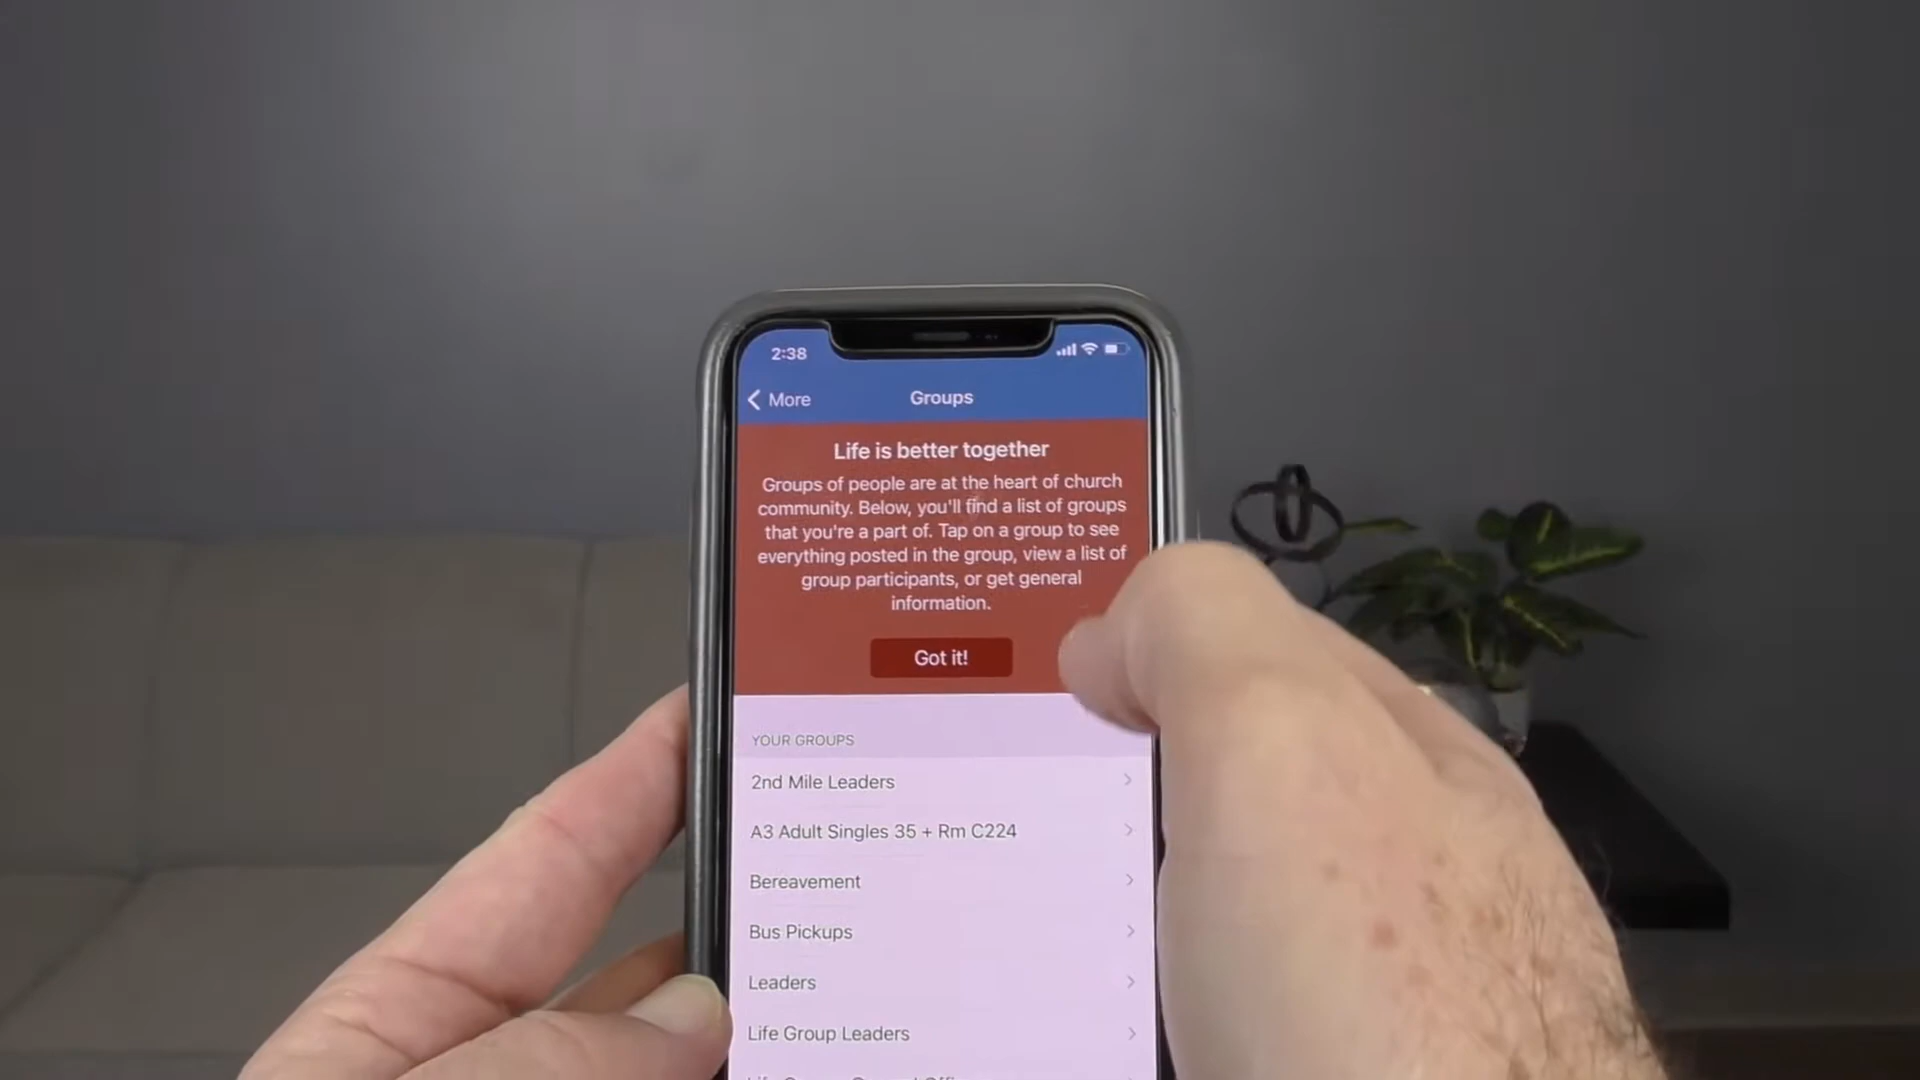 2:38
More
Groups
Life is better together
Groups of people are at the heart of church
community. Below, you'll find a list of groups
that you're a part of. Tap on a group to see
everything posted in the group, view a list of
group participants, or get general
information.
Got it!
YOUR GROUPS
2nd Mile Leaders
A3 Adult Singles 35 + Rm C224
Bereavement
Bus Pickups
Leaders
Life Group Leaders